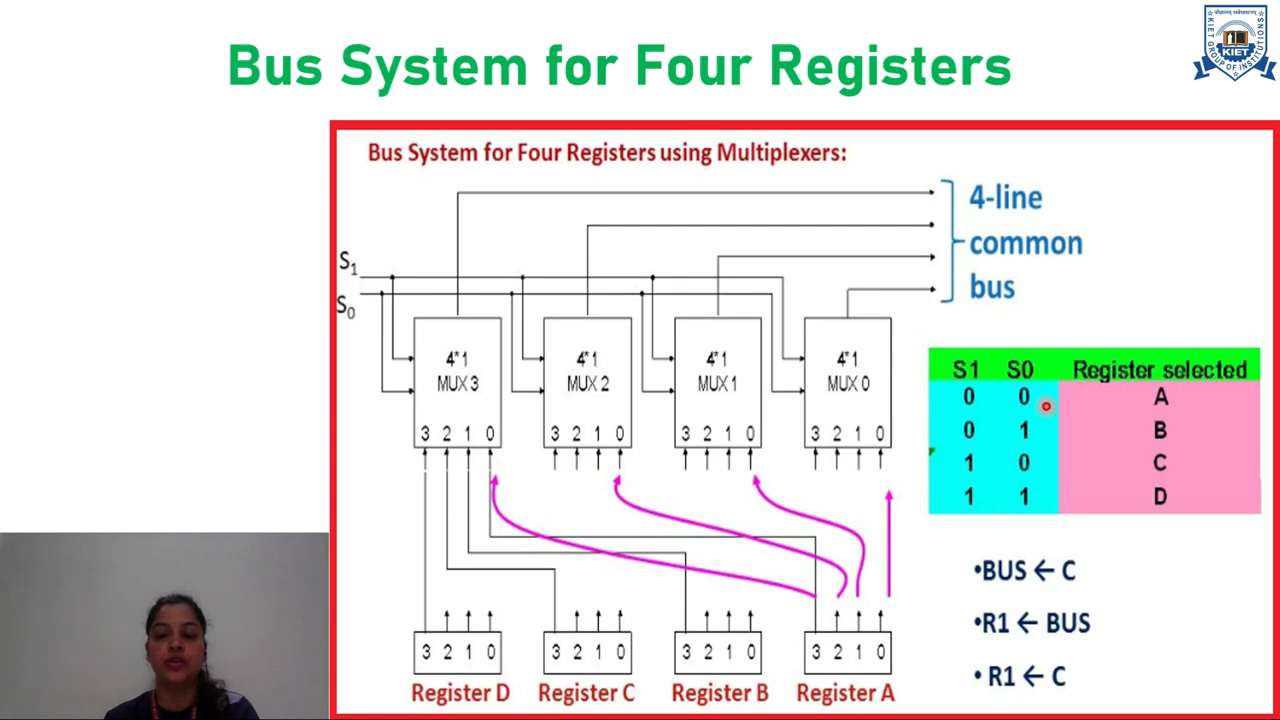 Bus System for Four Registers
KIET GROUP OF INSTITUTIONS
KIET
Bus System for Four Registers using Multiplexers:
4-line
common
bus
S1
S0
4*1
MUX 3
3 2 1 0
4*1
MUX 2
3 2 1 0
4*1
MUX 1
3 2 1 0
4*1
MUX 0
3 2 1 0
S1 S0 Register selected
0 0 A
0 1 B
1 0 C
1 1 D
•BUS ← C
•R1 ← BUS
• R1 ← C
3 2 1 0
Register D
3 2 1 0
Register C
3 2 1 0
Register B
3 2 1 0
Register A